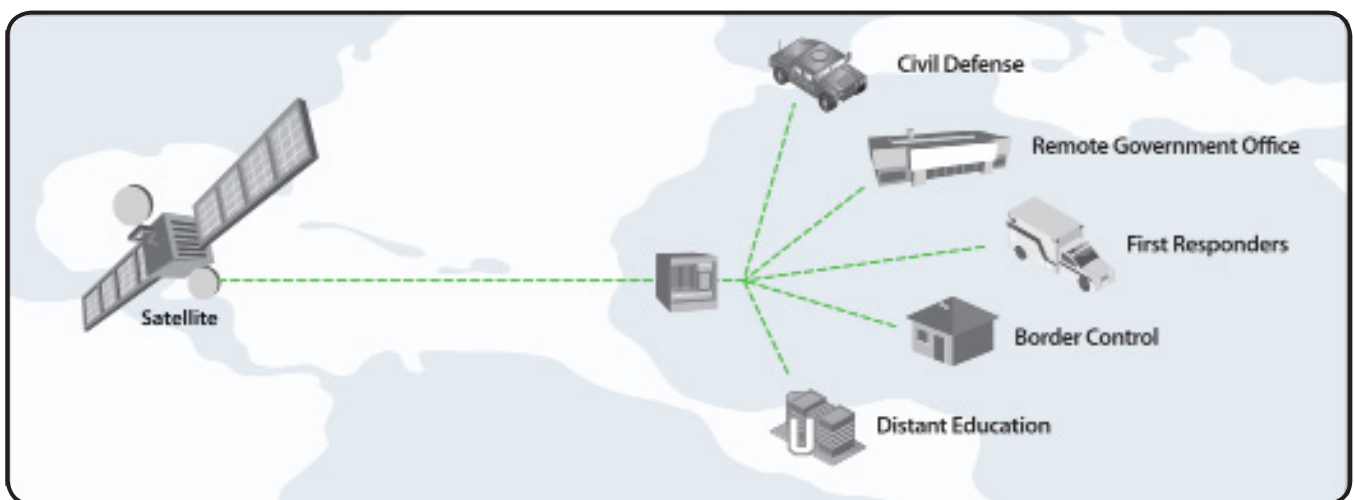 Civil Defense
Remote Government Office
First Responders
Satellite
Border Control
Distant Education